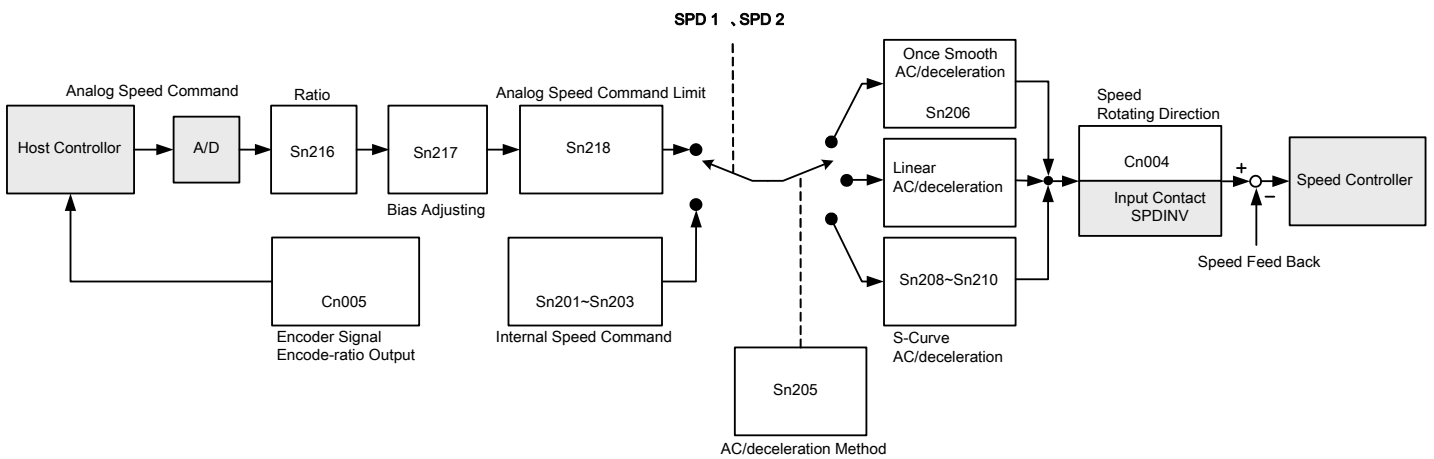 SPD 1 、SPD 2
Analog Speed Command
Host Controllor
A/D
Ratio
Sn216
Sn217
Bias Adjusting
Analog Speed Command Limit
Sn218
Cn005
Encoder Signal
Encode-ratio Output
Sn201~Sn203
Internal Speed Command
Sn205
AC/deceleration Method
Once Smooth
AC/deceleration
Sn206
Linear
AC/deceleration
Sn208~Sn210
S-Curve
AC/deceleration
Speed
Rotating Direction
Cn004
Input Contact
SPDINV
+
−
Speed Feed Back
Speed Controller